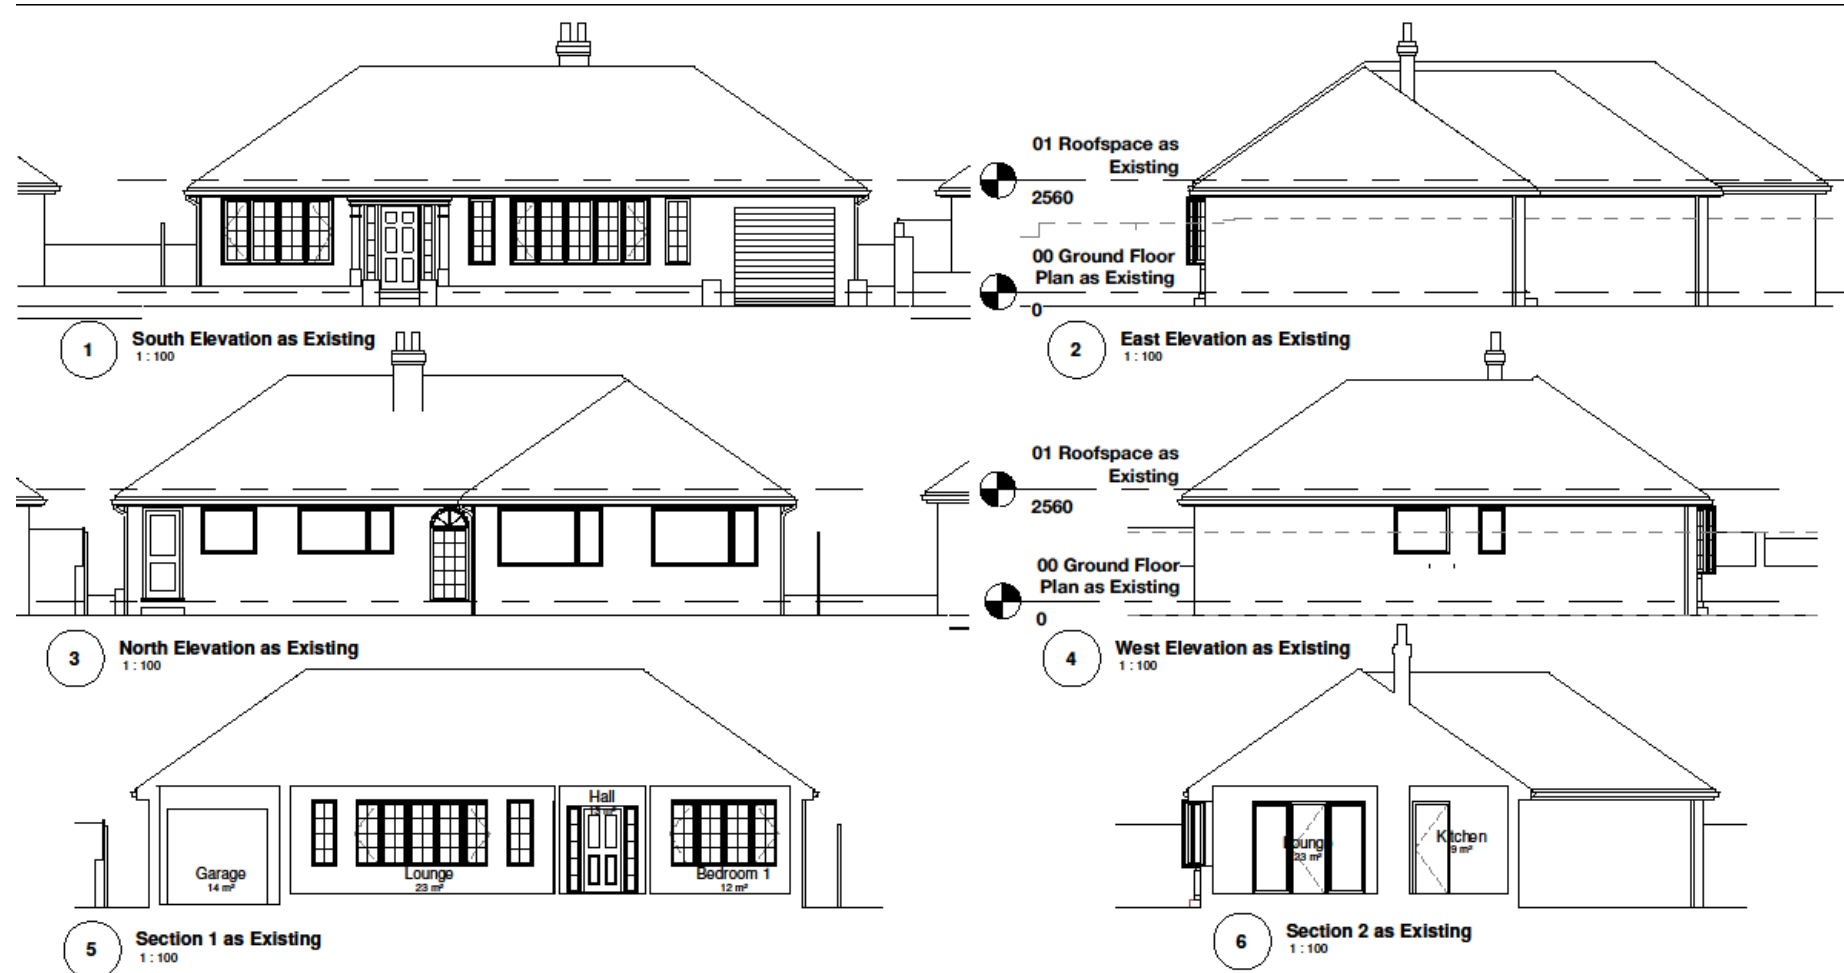 1
South Elevation as Existing
1 : 100
01 Roofspace as
Existing
2560
00 Ground Floor
Plan as Existing
0
2
East Elevation as Existing
1 : 100
3
North Elevation as Existing
1 : 100
01 Roofspace as
Existing
2560
00 Ground Floor
Plan as Existing
0
4
West Elevation as Existing
1 : 100
Garage
14 m²
Lounge
23 m²
Hall
13 m²
Bedroom 1
12 m²
5
Section 1 as Existing
1 : 100
Lounge
23 m²
Kitchen
9 m²
6
Section 2 as Existing
1 : 100